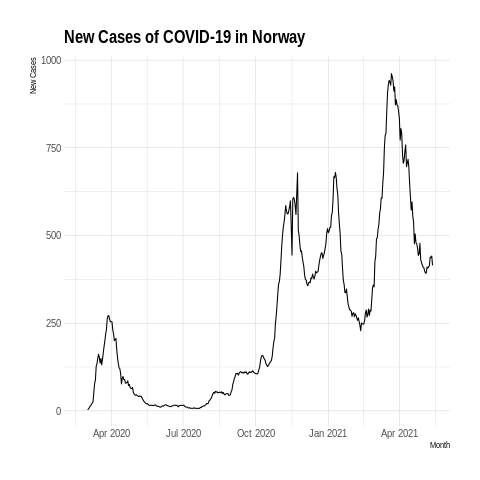 New Cases of COVID-19 in Norway
New Cases
1000
750
500
250
0
Apr 2020 Jul 2020 Oct 2020 Jan 2021 Apr 2021
Month